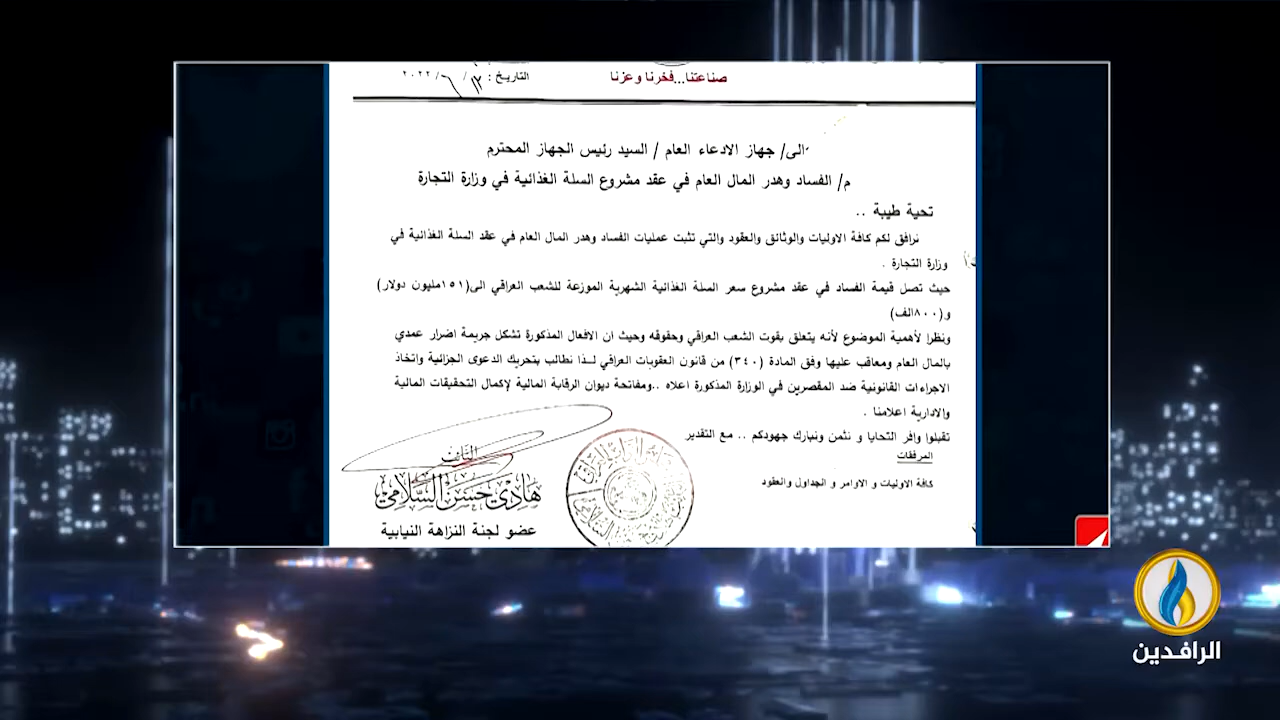 التاريخ : ١٢ / ٦ / ٢٠٢٢
صناعتنا...فخرنا وعزنا
الى/ جهاز الادعاء العام / السيد رئيس الجهاز المحترم
م/ الفساد وهدر المال العام في عقد مشروع السلة الغذائية في وزارة التجارة
تحية طيبة ..
نرافق لكم كافة الاوليات والوثائق والعقود والتي تثبت عمليات الفساد وهدر المال العام في عقد السلة الغذائية في
وزارة التجارة .
حيث تصل قيمة الفساد في عقد مشروع سعر السلة الغذائية الشهرية الموزعة للشعب العراقي الى(١٥١مليون دولار)
و(٨٠٠الف)
ونظرا لأهمية الموضوع لأنه يتعلق بقوت الشعب العراقي وحقوقه وحيث ان الافعال المذكورة تشكل جريمة اضرار عمدي
بالمال العام ومعاقب عليها وفق المادة (٣٤٠) من قانون العقوبات العراقي لــذا نطالب بتحريك الدعوى الجزائية واتخاذ
الاجراءات القانونية ضد المقصرين في الوزارة المذكورة اعلاه ..ومفاتحة ديوان الرقابة المالية لإكمال التحقيقات المالية
والادارية اعلامنا .
تقبلوا وافر التحايا و نثمن ونبارك جهودكم .. مع التقدير
المرفقات
كافة الاوليات و الاوامر و الجداول والعقود
النائب
هادي حسن السلامي
عضو لجنة النزاهة النيابية
الرافدين